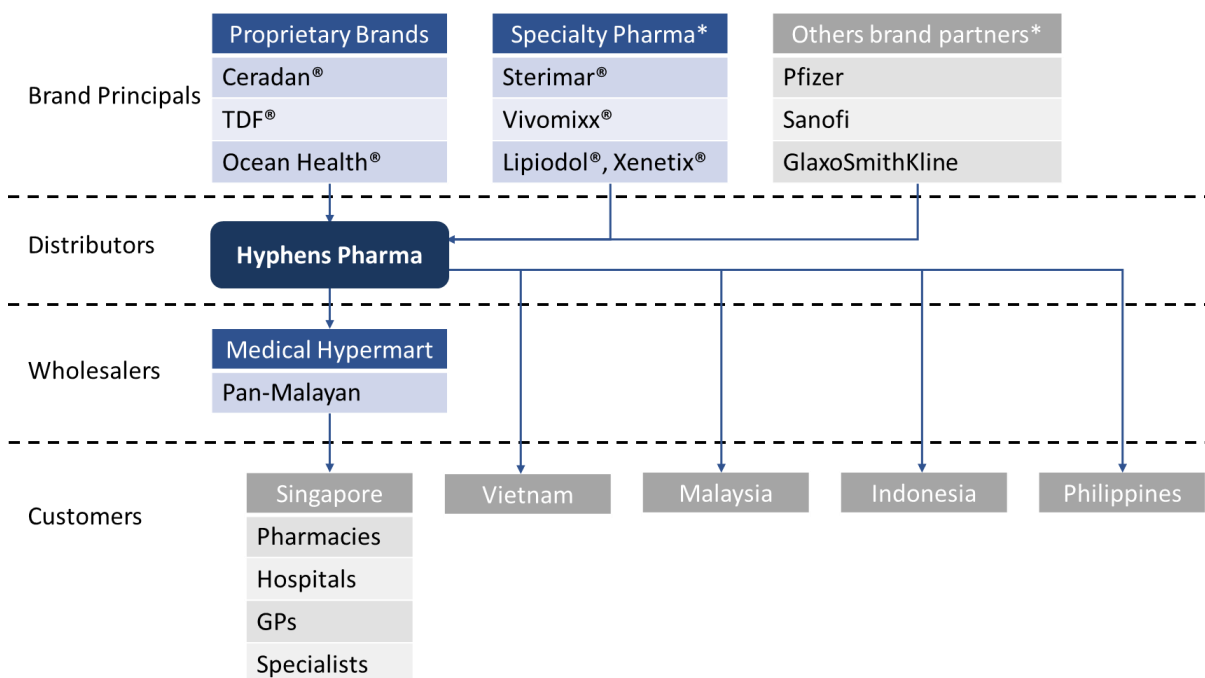 Proprietary Brands
Specialty Pharma*
Others brand partners*
Brand Principals
Ceradan®
Sterimar®
Pfizer
TDF®
Vivomixx®
Sanofi
Ocean Health®
Lipiodol®, Xenetix®
GlaxoSmithKline
Distributors
Hyphens Pharma
Wholesalers
Medical Hypermart
Pan-Malayan
Customers
Singapore
Vietnam
Malaysia
Indonesia
Philippines
Pharmacies
Hospitals
GPs
Specialists